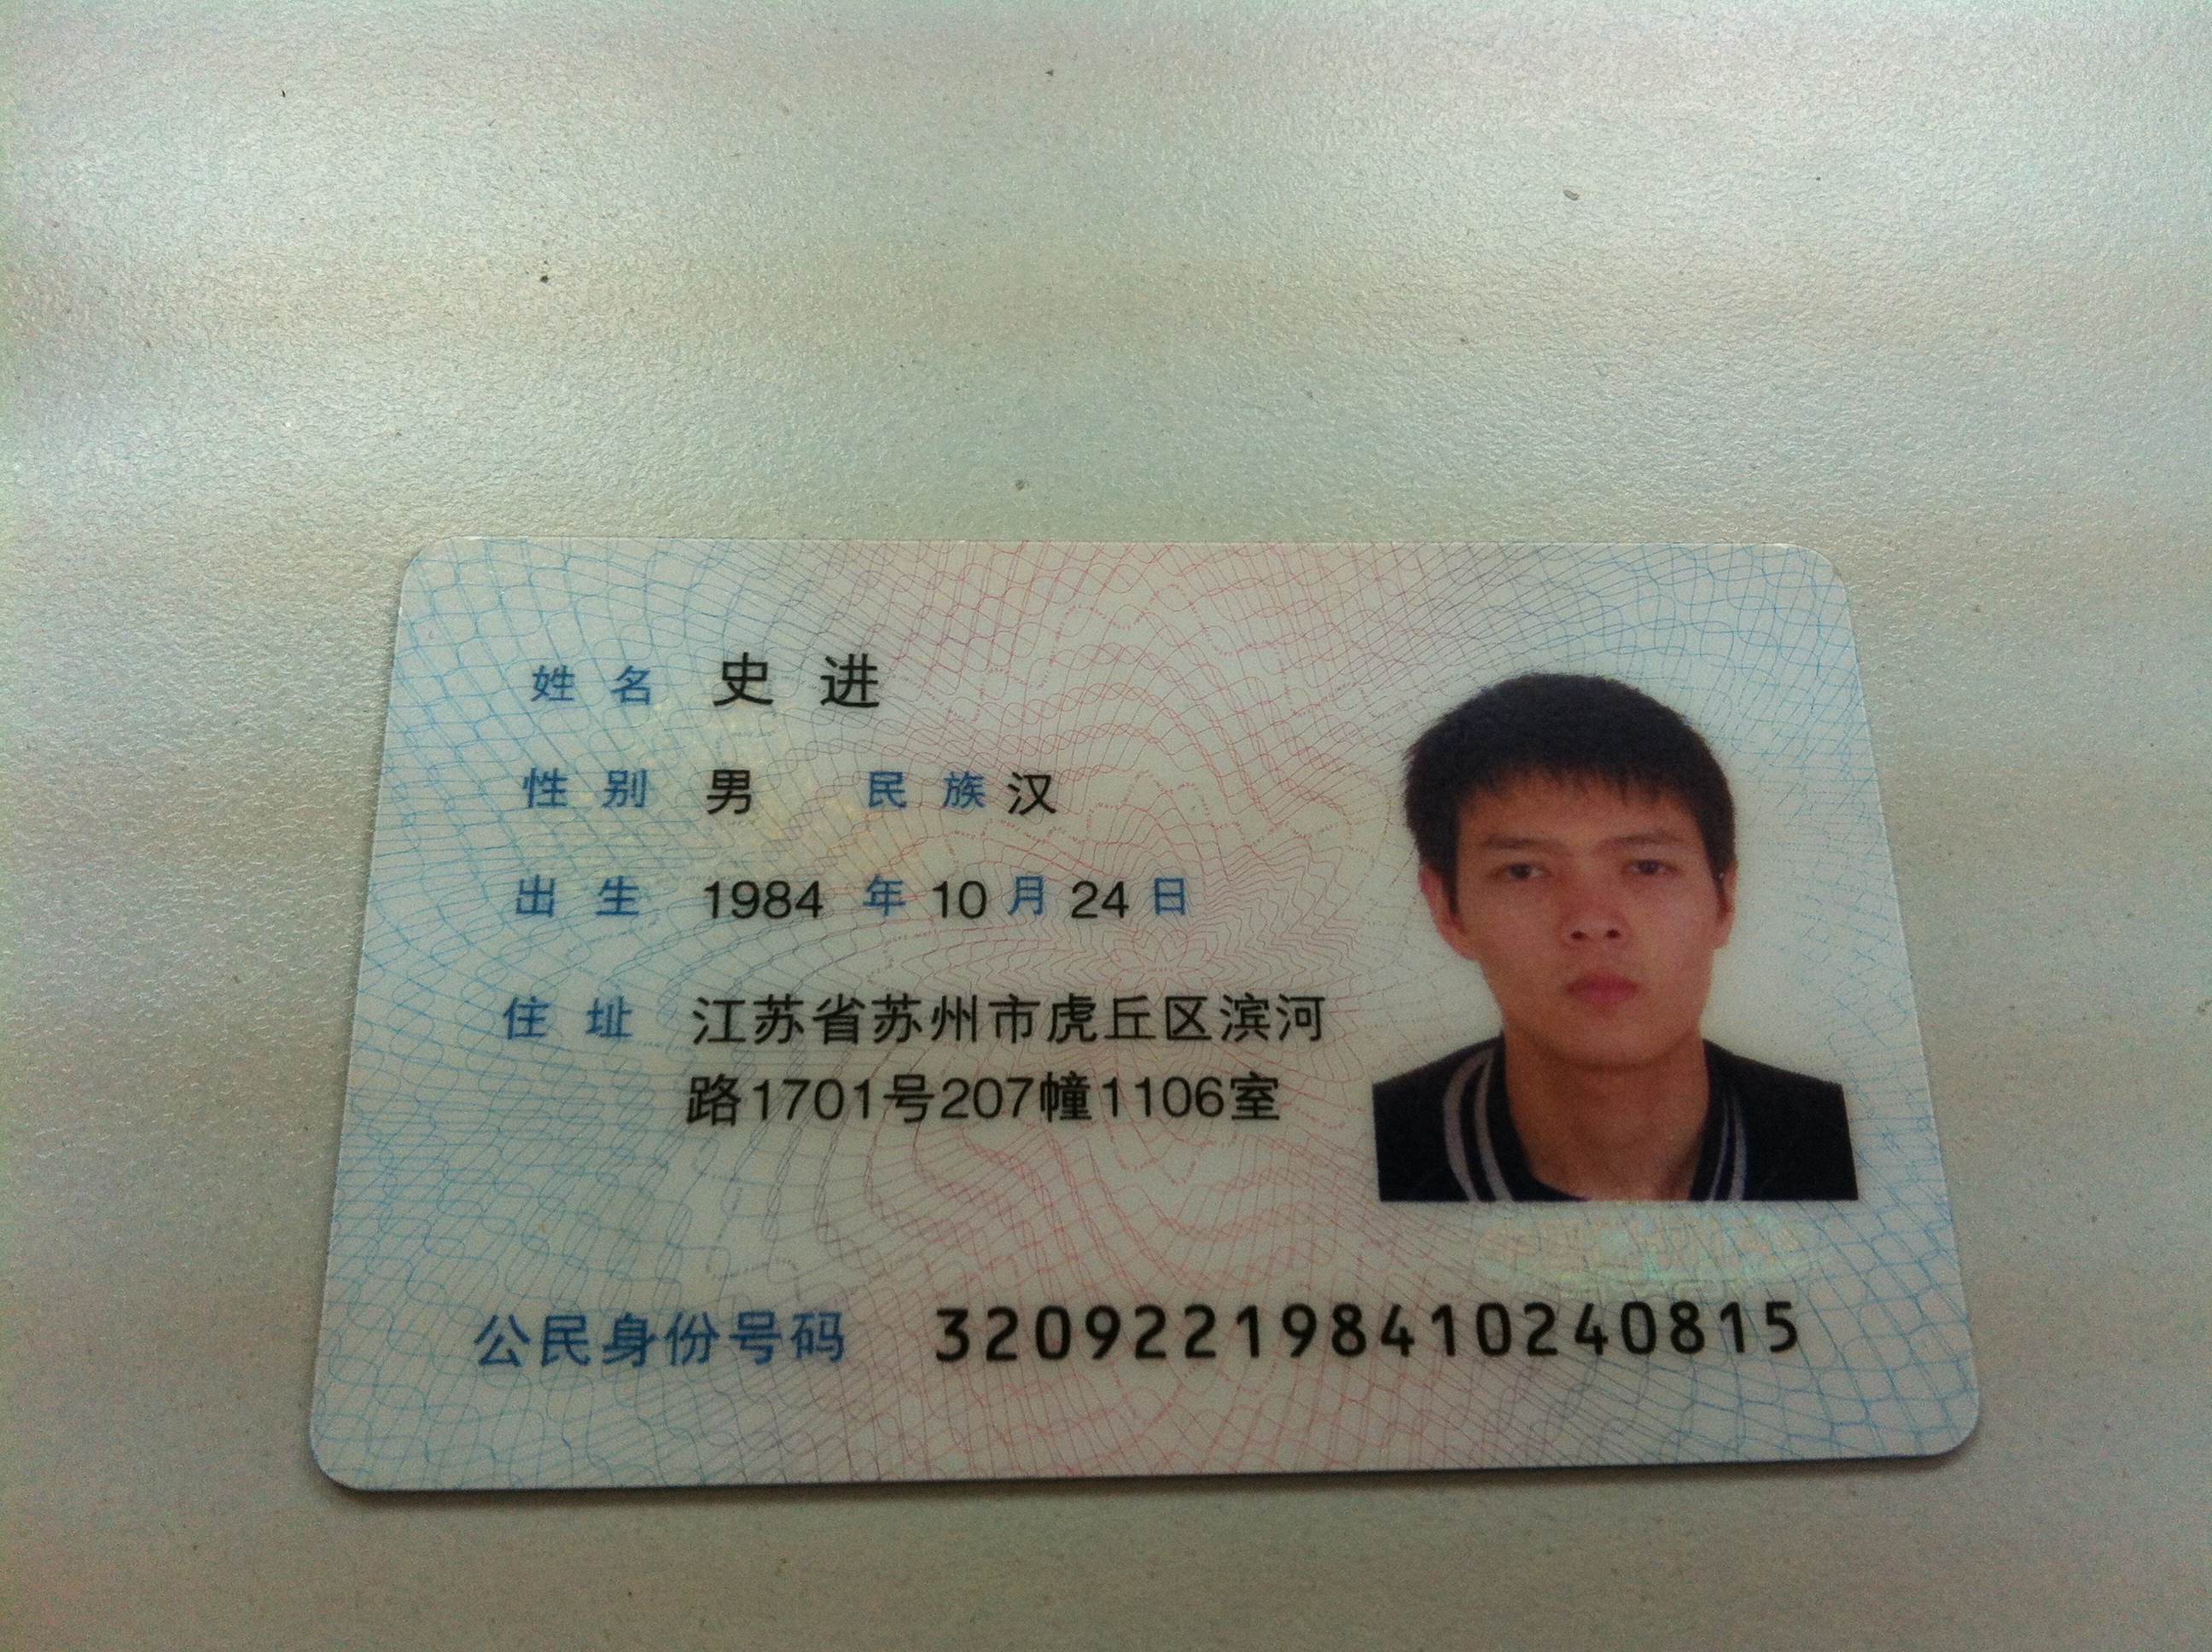 姓名 史进
性别 男 民族 汉
出生 1984 年 10 月 24 日
住址 江苏省苏州市虎丘区滨河
路1701号207幢1106室
公民身份号码 320922198410240815